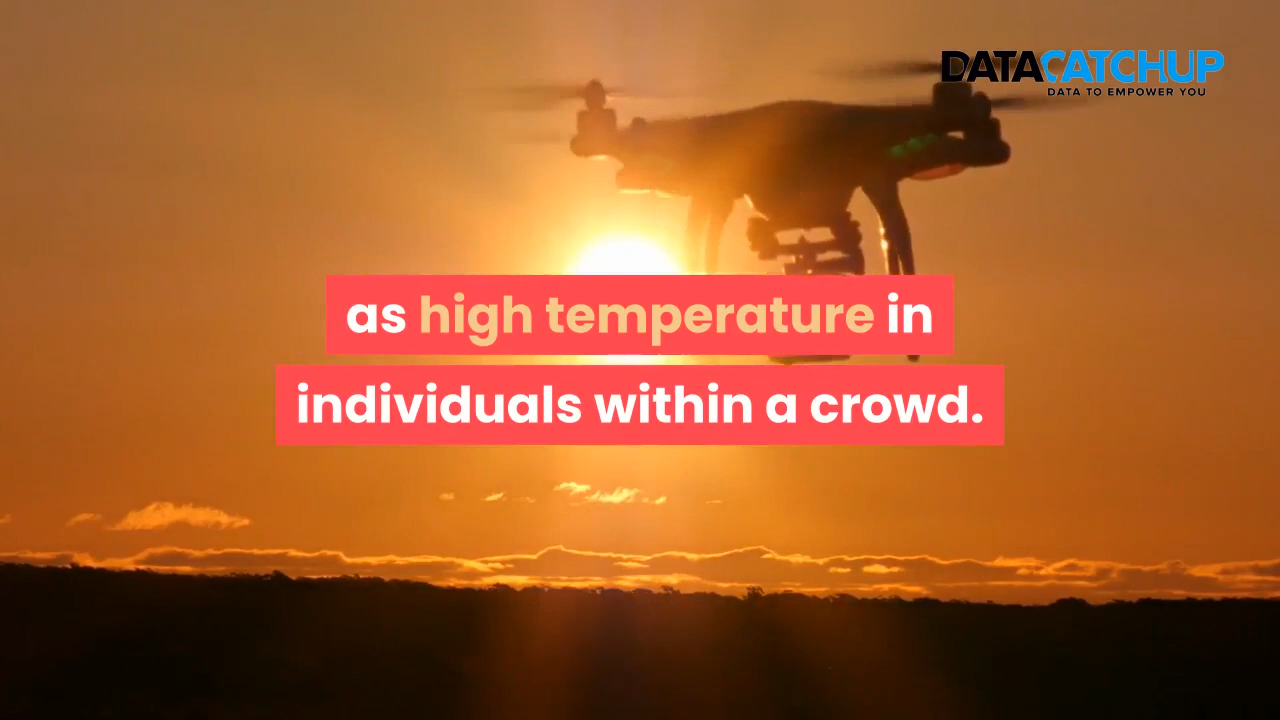 DATACATCHUP
DATA TO EMPOWER YOU
as high temperature in
individuals within a crowd.